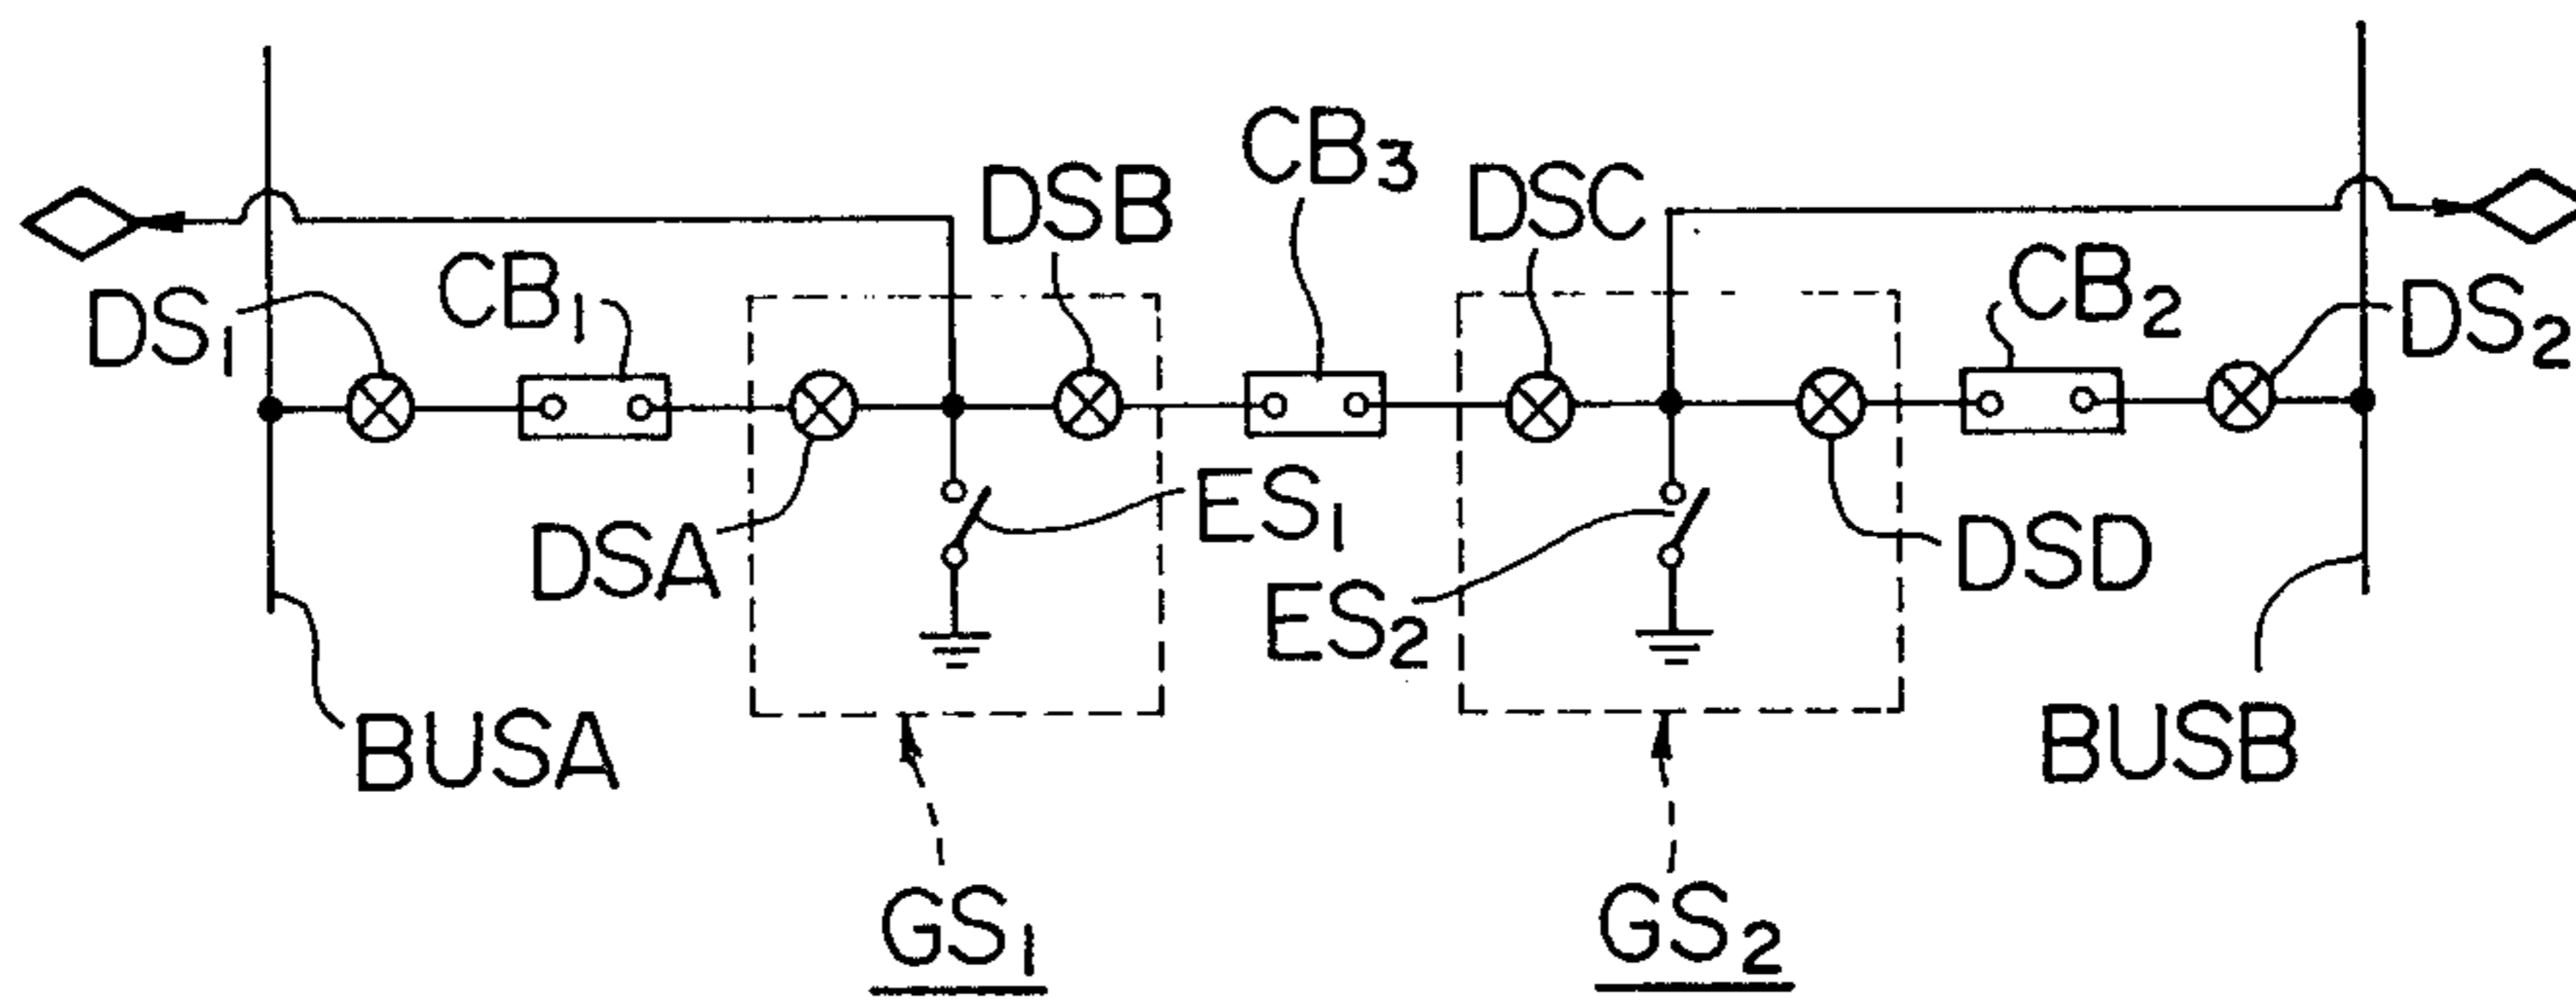 CB₃
DSB
DSC
CB₁
CB₂
DS₁
DS₂
ES₁
DSA
DSD
ES₂
BUSA
BUSB
GS₁
GS₂